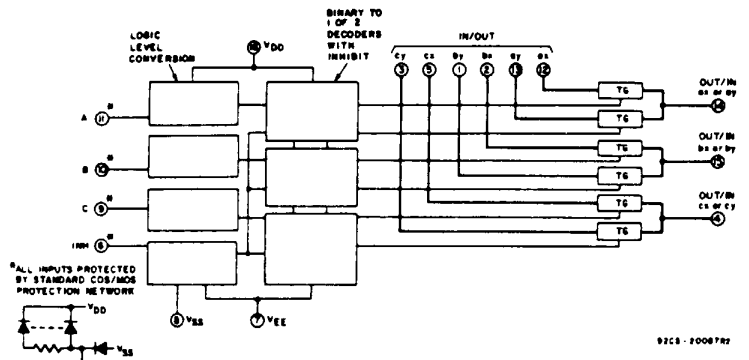 LOGIC
LEVEL
CONVERSION
16 VDD
BINARY TO
1 OF 2
DECODERS
WITH
INHIBIT
IN/OUT
cy cx by bx ay ax
3 5 1 2 13 12
TG
TG
TG
TG
TG
TG
OUT/IN
ax or ay
14
OUT/IN
bx or by
15
OUT/IN
cx or cy
4
A 11 *
B 10 *
C 9 *
INH 6 *
*ALL INPUTS PROTECTED
BY STANDARD COS/MOS
PROTECTION NETWORK
VDD
VSS
8 VSS
7 VEE
92CS-20087R2